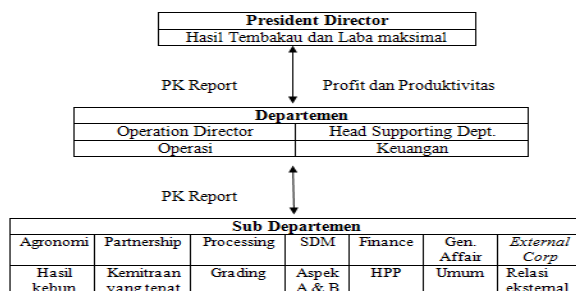 President Director
Hasil Tembakau dan Laba maksimal
PK Report Profit dan Produktivitas
Departemen
Operation Director Head Supporting Dept.
Operasi Keuangan
PK Report
Sub Departemen
Agronomi Partnership Processing SDM Finance Gen. Affair External Corp
Hasil kebun Kemitraan yang tepat Grading Aspek A & B HPP Umum Relasi eksternal